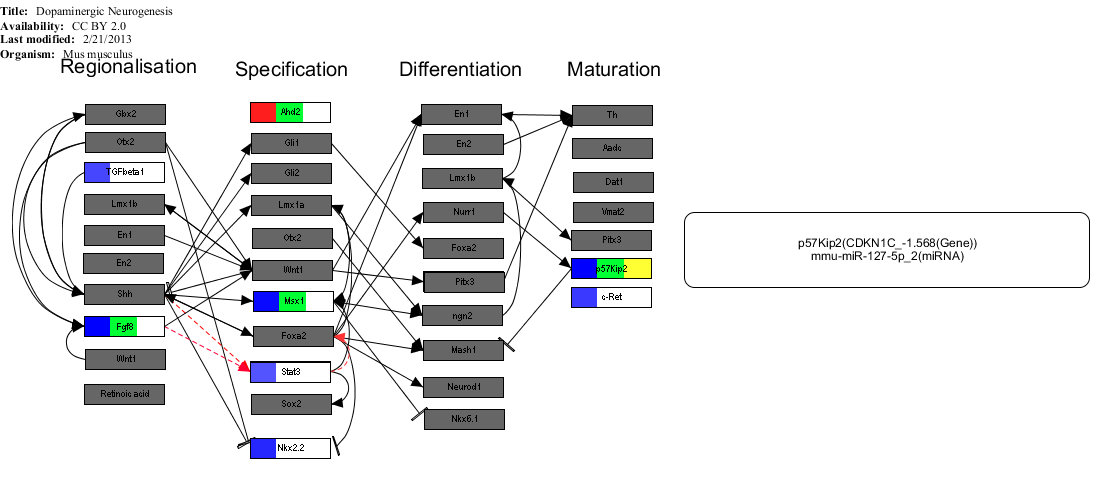 Title: Dopaminergic Neurogenesis
Availability: CC BY 2.0
Last modified: 2/21/2013
Organism: Mus musculus
Regionalisation
Specification
Differentiation
Maturation
Gbx2
Otx2
TGFbeta1
Lmx1b
En1
En2
Shh
Fgf8
Wnt1
Retinoic acid
Ahd2
Gli1
Gli2
Lmx1a
Otx2
Wnt1
Msx1
Foxa2
Stat3
Sox2
Nkx2.2
En1
En2
Lmx1b
Nurr1
Foxa2
Pitx3
ngn2
Mash1
Neurod1
Nkx6.1
Th
Aadc
Dat1
Vmat2
Pitx3
p57Kip2
c-Ret
p57Kip2(CDKN1C_-1.568(Gene))
mmu-miR-127-5p_2(miRNA)